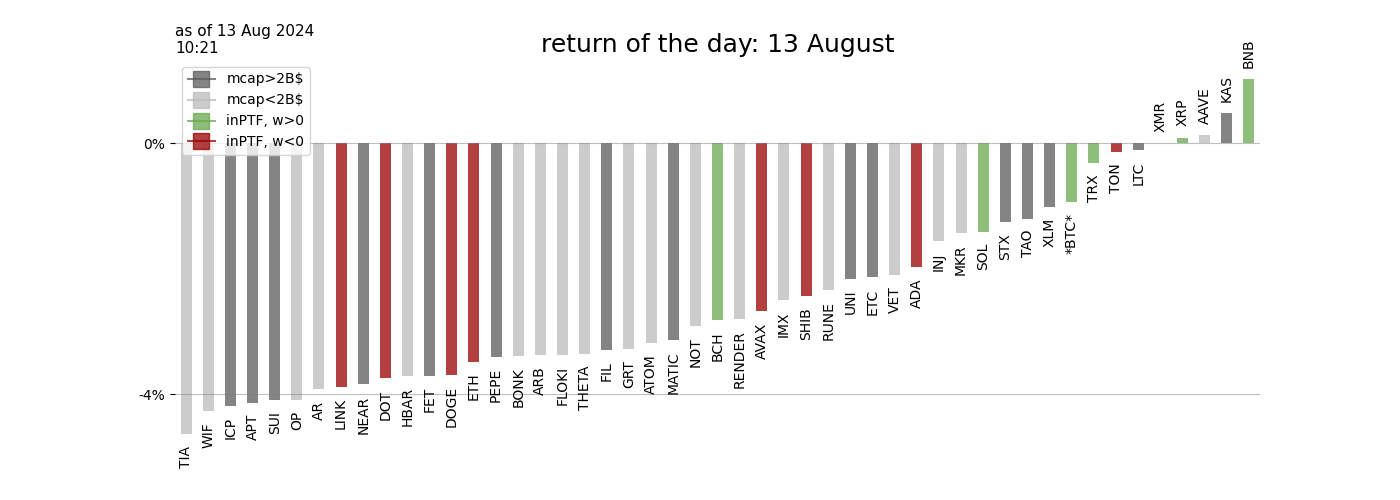 as of 13 Aug 2024
10:21
return of the day: 13 August
mcap>2B$
mcap<2B$
inPTF, w>0
inPTF, w<0
0%
-4%
TIA
WIF
ICP
APT
SUI
OP
AR
LINK
NEAR
DOT
HBAR
FET
DOGE
ETH
PEPE
BONK
ARB
FLOKI
THETA
FIL
GRT
ATOM
MATIC
NOT
BCH
RENDER
AVAX
IMX
SHIB
RUNE
UNI
ETC
VET
ADA
INJ
MKR
SOL
STX
TAO
XLM
*BTC*
TRX
TON
LTC
XMR
XRP
AAVE
KAS
BNB